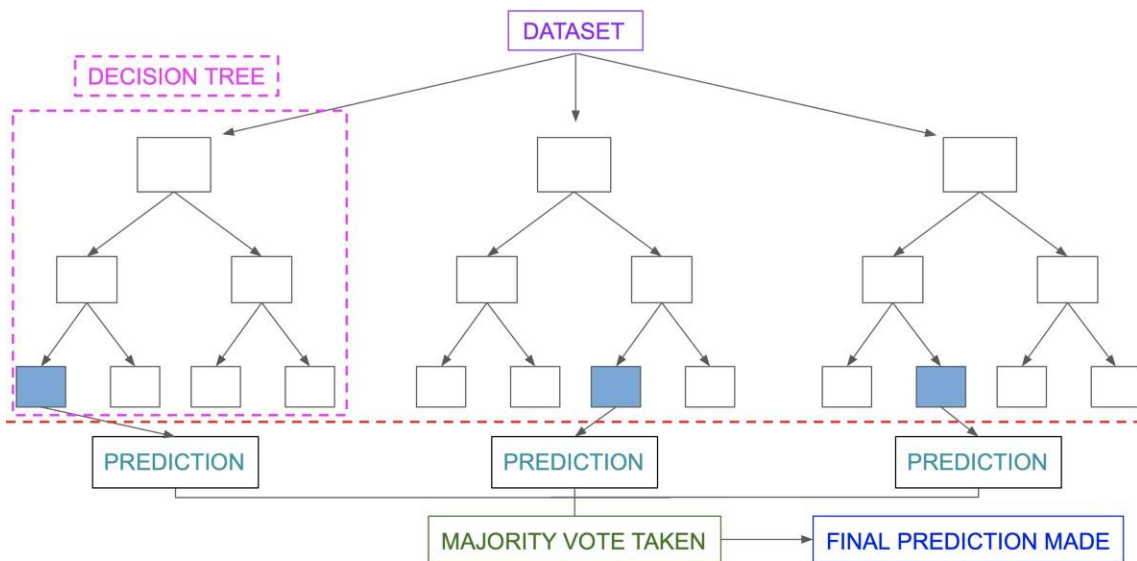 DATASET
DECISION TREE
PREDICTION
PREDICTION
PREDICTION
MAJORITY VOTE TAKEN
FINAL PREDICTION MADE